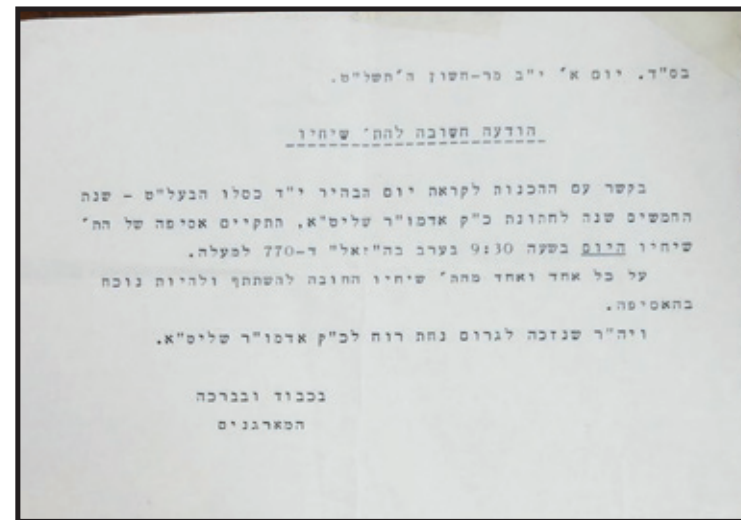 בס"ד. יום א' י"ב מר-חשון ה'תשל"ט.
הודעה חשובה להת' שיחיו
בקשר עם ההכנות לקראת יום הבהיר י"ד כסלו הבעל"ט - שנת
החמשים שנה לחתונת כ"ק אדמו"ר שליט"א, תתקיים אסיפה של הת'
שיחיו היום בשעה 9:30 בערב בה"זאל" ד-770 למעלה.
על כל אחד ואחד מהת' שיחיו החובה להשתתף ולהיות נוכח
בהאסיפה.
ויה"ר שנזכה לגרום נחת רוח לכ"ק אדמו"ר שליט"א.
בכבוד ובברכה
המארגנים